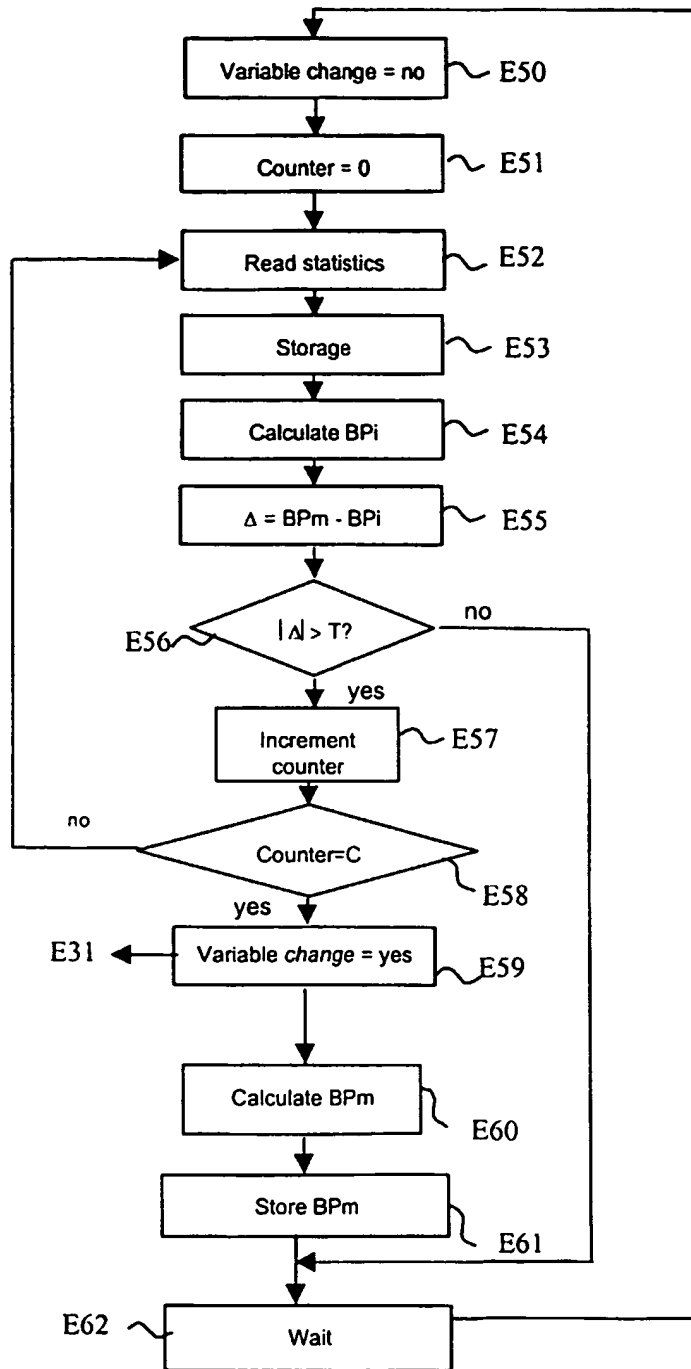 Variable change = no
E50
Counter = 0
E51
Read statistics
E52
Storage
E53
Calculate BPi
E54
Δ = BPm - BPi
E55
|Δ| > T?
E56
no
yes
Increment
counter
E57
no
Counter=C
E58
yes
E31
Variable change = yes
E59
Calculate BPm
E60
Store BPm
E61
E62
Wait